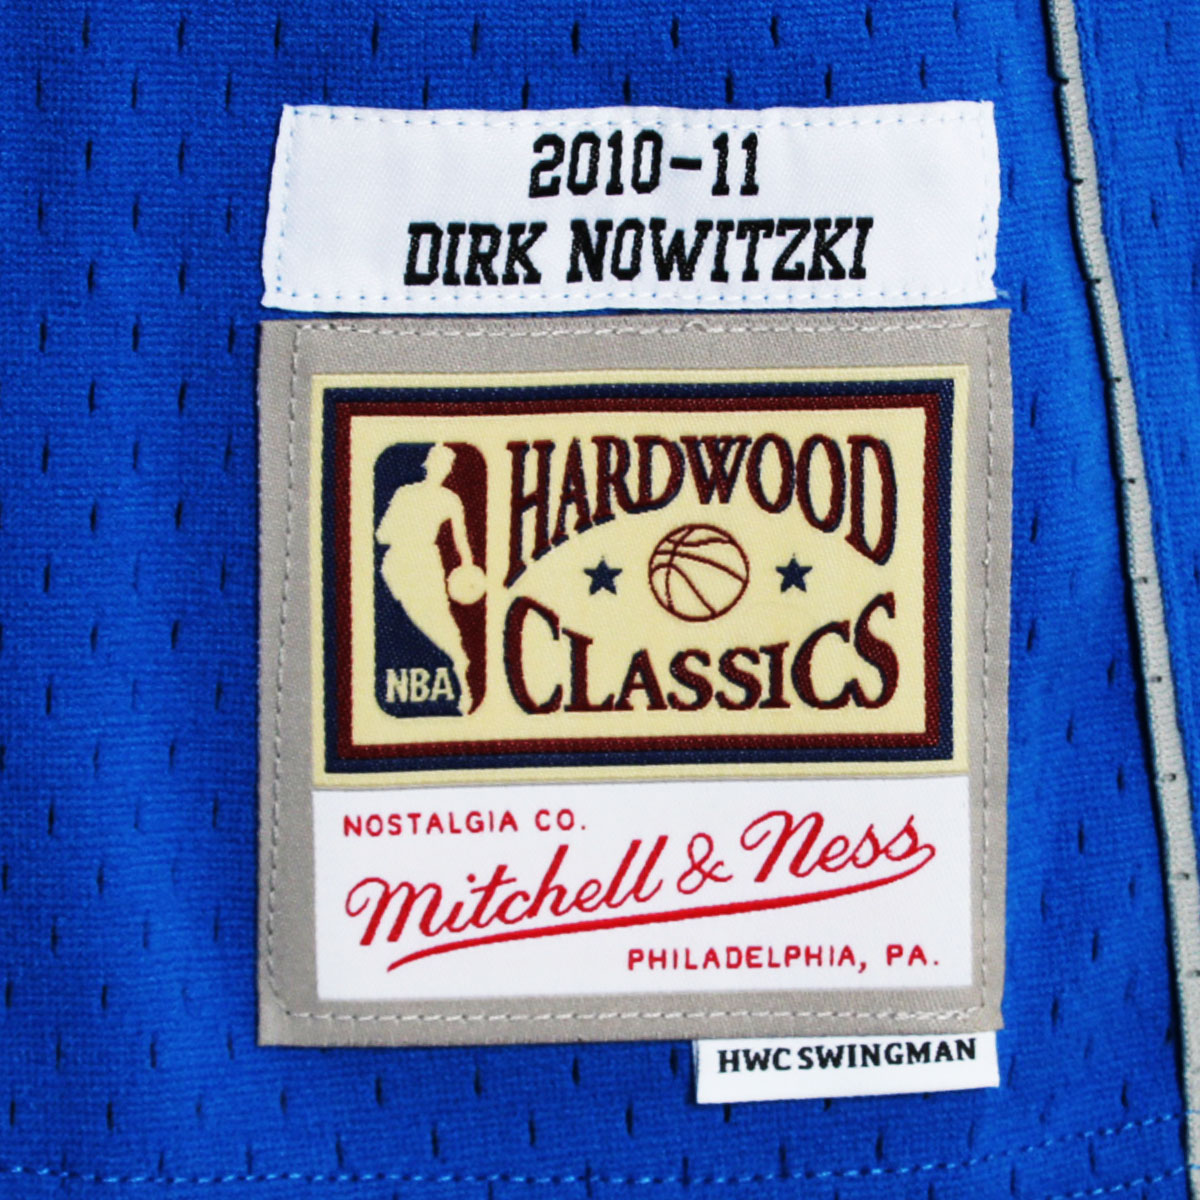 2010-11
DIRK NOWITZKI
HARDWOOD
CLASSICS
NBA
NOSTALGIA CO.
Mitchell & Ness
PHILADELPHIA, PA.
HWC SWINGMAN